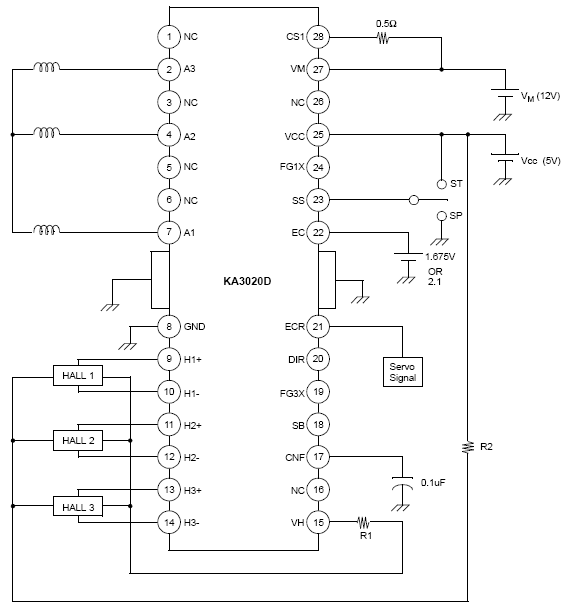 0.5Ω
1 NC
CS1 28
2 A3
VM 27
3 NC
NC 26
VM (12V)
4 A2
VCC 25
5 NC
FG1X 24
Vcc (5V)
6 NC
SS 23
ST
SP
7 A1
EC 22
1.675V
OR
2.1
KA3020D
8 GND
ECR 21
9 H1+
DIR 20
Servo
Signal
HALL 1
10 H1-
FG3X 19
11 H2+
SB 18
HALL 2
R2
12 H2-
CNF 17
0.1uF
13 H3+
NC 16
HALL 3
14 H3-
VH 15
R1